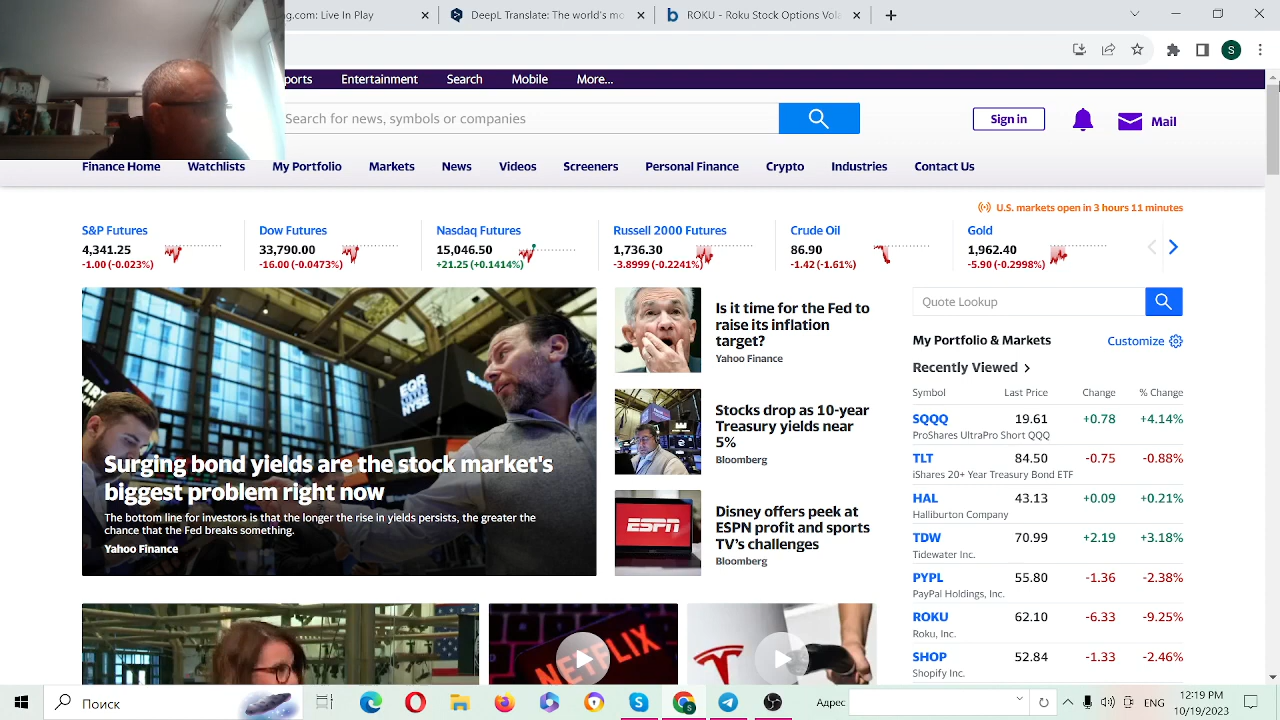 ng.com: Live in Play
DeepL Translate: The world's mo
ROKU - Roku Stock Out
S
ports Entertainment Search Mobile More...
Search for news, symbols or companies
Sign in
Mail
Finance Home Watchlists My Portfolio Markets News Videos Screeners Personal Finance Crypto Industries Contact Us
U.S. markets open in 3 hours 11 minutes
S&P Futures
4,341.25
-1.00 (-0.023%)
Dow Futures
33,790.00
-16.00 (-0.0473%)
Nasdaq Futures
15,046.50
+21.25 (+0.1414%)
Russell 2000 Futures
1,736.30
-3.8999 (-0.2241%)
Crude Oil
86.90
-1.42 (-1.61%)
Gold
1,962.40
-5.90 (-0.2998%)
VIRT
EQR
NYSE
Surging bond yields are the stock market's
biggest problem right now
The bottom line for investors is that the longer the rise in yields persists, the greater the
chance that the Fed breaks something.
Yahoo Finance
Is it time for the Fed to
raise its inflation
target?
Yahoo Finance
Stocks drop as 10-year
Treasury yields near
5%
Bloomberg
ESPN
Disney offers peek at
ESPN profit and sports
TV's challenges
Bloomberg
NETFLIX
Quote Lookup
My Portfolio & Markets
Customize
Recently Viewed
Symbol Last Price Change % Change
SQQQ 19.61 +0.78 +4.14%
ProShares UltraPro Short QQQ
TLT 84.50 -0.75 -0.88%
iShares 20+ Year Treasury Bond ETF
HAL 43.13 +0.09 +0.21%
Halliburton Company
TDW 70.99 +2.19 +3.18%
Tidewater Inc.
PYPL 55.80 -1.36 -2.38%
PayPal Holdings, Inc.
ROKU 62.10 -6.33 -9.25%
Roku, Inc.
SHOP 52.84 -1.33 -2.46%
Shopify Inc.
Поиск
Адрес
ENG
12:19 PM
10/19/2023